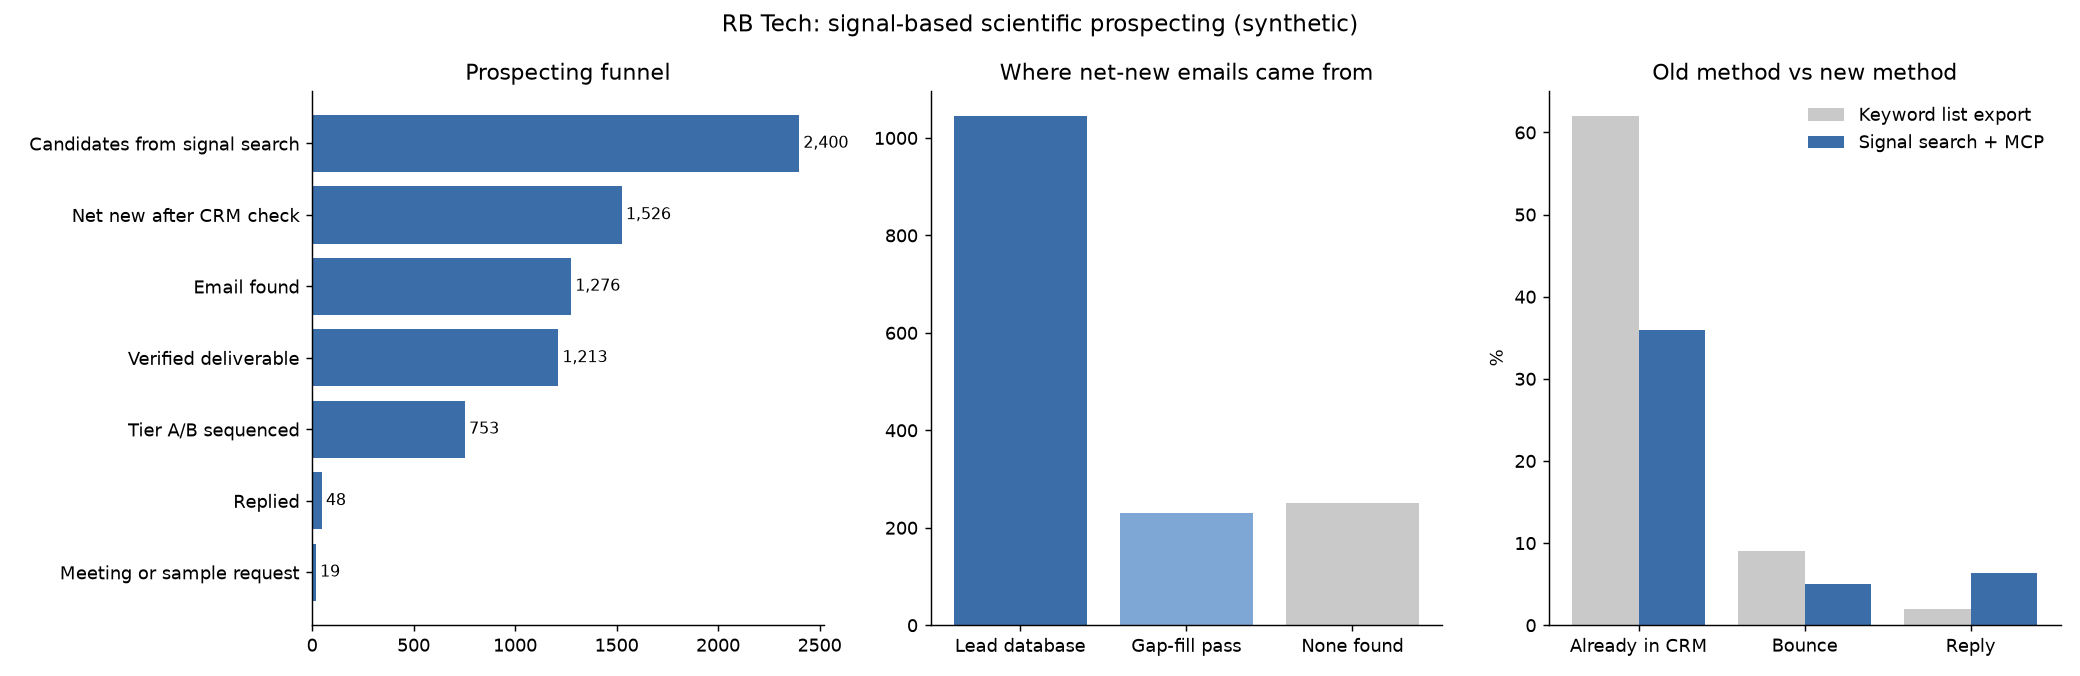 RB Tech: signal-based scientific prospecting (synthetic)
Prospecting funnel
Candidates from signal search
2,400
Net new after CRM check
1,526
Email found
1,276
Verified deliverable
1,213
Tier A/B sequenced
753
Replied
48
Meeting or sample request
19
0 500 1000 1500 2000 2500
Where net-new emails came from
1000
800
600
400
200
0
Lead database Gap-fill pass None found
Old method vs new method
Keyword list export
Signal search + MCP
%
60
50
40
30
20
10
0
Already in CRM Bounce Reply